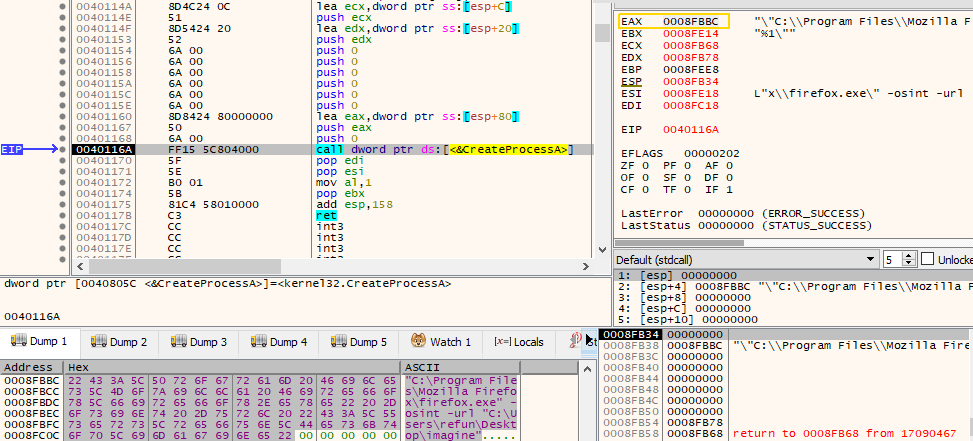 0040114A 8D4C24 0C lea ecx,dword ptr ss:[esp+C]
0040114E 51 push ecx
0040114F 8D5424 20 lea edx,dword ptr ss:[esp+20]
00401153 52 push edx
00401154 6A 00 push 0
00401156 6A 00 push 0
00401158 6A 00 push 0
0040115A 6A 00 push 0
0040115C 6A 00 push 0
0040115E 6A 00 push 0
00401160 8D8424 80000000 lea eax,dword ptr ss:[esp+80]
00401167 50 push eax
00401168 6A 00 push 0
EIP 0040116A FF15 5C804000 call dword ptr ds:[<&CreateProcessA>]
00401170 5F pop edi
00401171 5E pop esi
00401172 B0 01 mov al,1
00401174 5B pop ebx
00401175 81C4 58010000 add esp,158
0040117B C3 ret
0040117C CC int3
0040117D CC int3
0040117E CC int3
dword ptr [0040805C <&CreateProcessA>]=<kernel32.CreateProcessA>
0040116A
EAX 0008FBBC "\"C:\\Program Files\\Mozilla F
EBX 0008FE14 "%1\""
ECX 0008FB68
EDX 0008FB78
EBP 0008FEE8
ESP 0008FB34
ESI 0008FE18 L"x\\firefox.exe\" -osint -url
EDI 0008FC18
EIP 0040116A
EFLAGS 00000202
ZF 0 PF 0 AF 0
OF 0 SF 0 DF 0
CF 0 TF 0 IF 1
LastError 00000000 (ERROR_SUCCESS)
LastStatus 00000000 (STATUS_SUCCESS)
Default (stdcall) 5 Unlocke
1: [esp] 00000000
2: [esp+4] 0008FBBC "\"C:\\Program Files\\Mozilla F
3: [esp+8] 00000000
4: [esp+C] 00000000
5: [esp+10] 00000000
Dump 1 Dump 2 Dump 3 Dump 4 Dump 5 Watch 1 [x=] Locals
Address Hex ASCII
0008FBBC 22 43 3A 5C 50 72 6F 67 72 61 6D 20 46 69 6C 65 "C:\Program File
0008FBCC 73 5C 4D 6F 7A 69 6C 6C 61 20 46 69 72 65 66 6F s\Mozilla Firefo
0008FBDC 78 5C 66 69 72 65 66 6F 78 2E 65 78 65 22 20 2D x\firefox.exe" -
0008FBEC 6F 73 69 6E 74 20 2D 75 72 6C 20 22 43 3A 5C 55 osint -url "C:\U
0008FBFC 73 65 72 73 5C 72 65 66 75 6E 5C 44 65 73 6B 74 sers\refun\Deskt
0008FC0C 6F 70 5C 69 6D 61 67 69 6E 65 22 00 00 00 00 00 op\imagine".....
0008FB34 00000000
0008FB38 0008FBBC "\"C:\\Program Files\\Mozilla Fire
0008FB3C 00000000
0008FB40 00000000
0008FB44 00000000
0008FB48 00000000
0008FB4C 00000000
0008FB50 00000000
0008FB54 0008FB78
0008FB58 0008FB68 return to 0008FB68 from 17090467